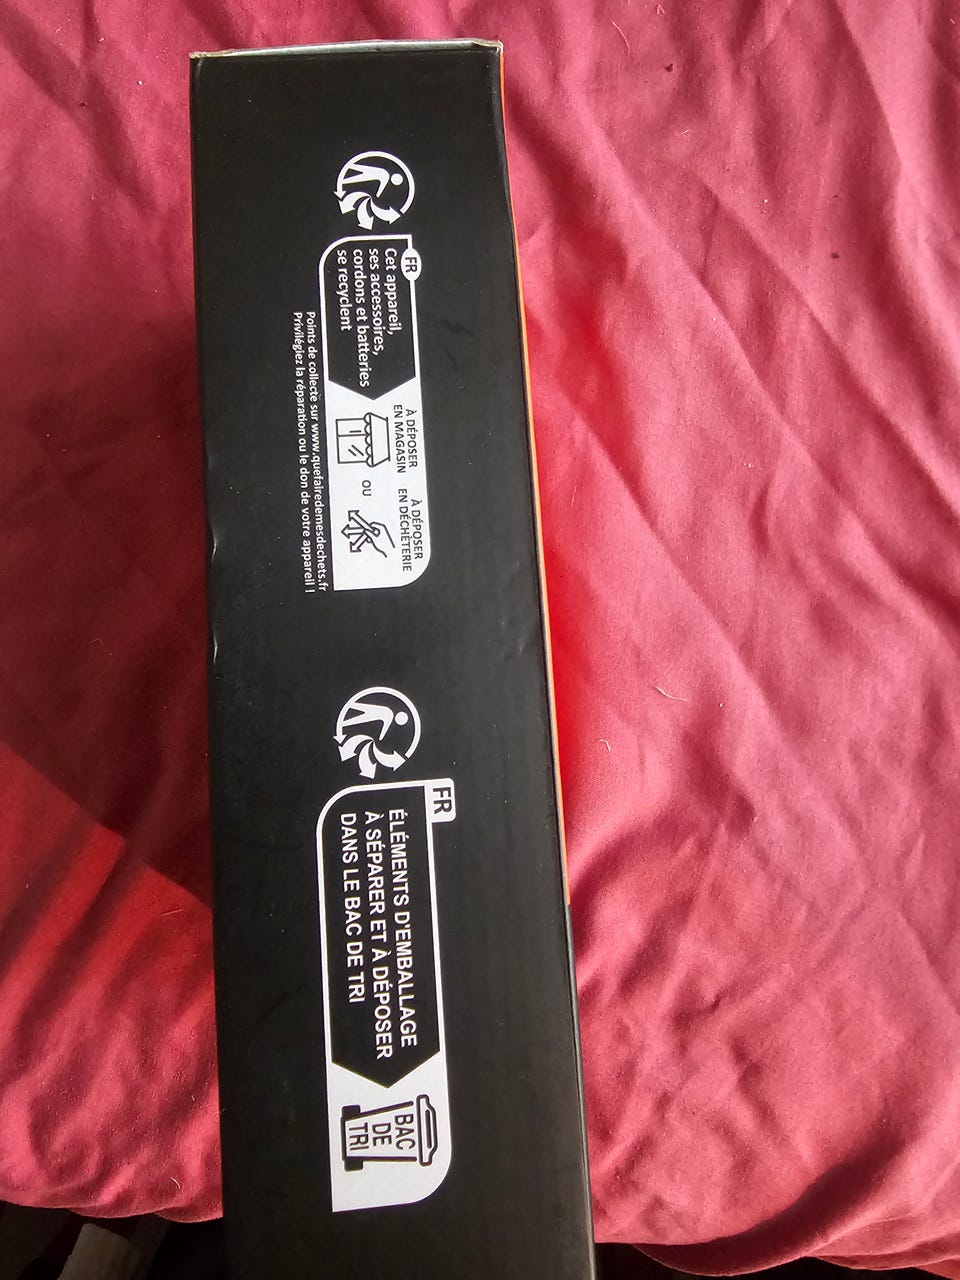 FR
Cet appareil,
ses accessoires,
cordons et batteries
se recyclent
À DÉPOSER
EN MAGASIN
OU
À DÉPOSER
EN DÉCHÈTERIE
Points de collecte sur www.quefairedemesdechets.fr
Privilégiez la réparation ou le don de votre appareil !
FR
ÉLÉMENTS D'EMBALLAGE
À SÉPARER ET À DÉPOSER
DANS LE BAC DE TRI
BAC
DE
TRI